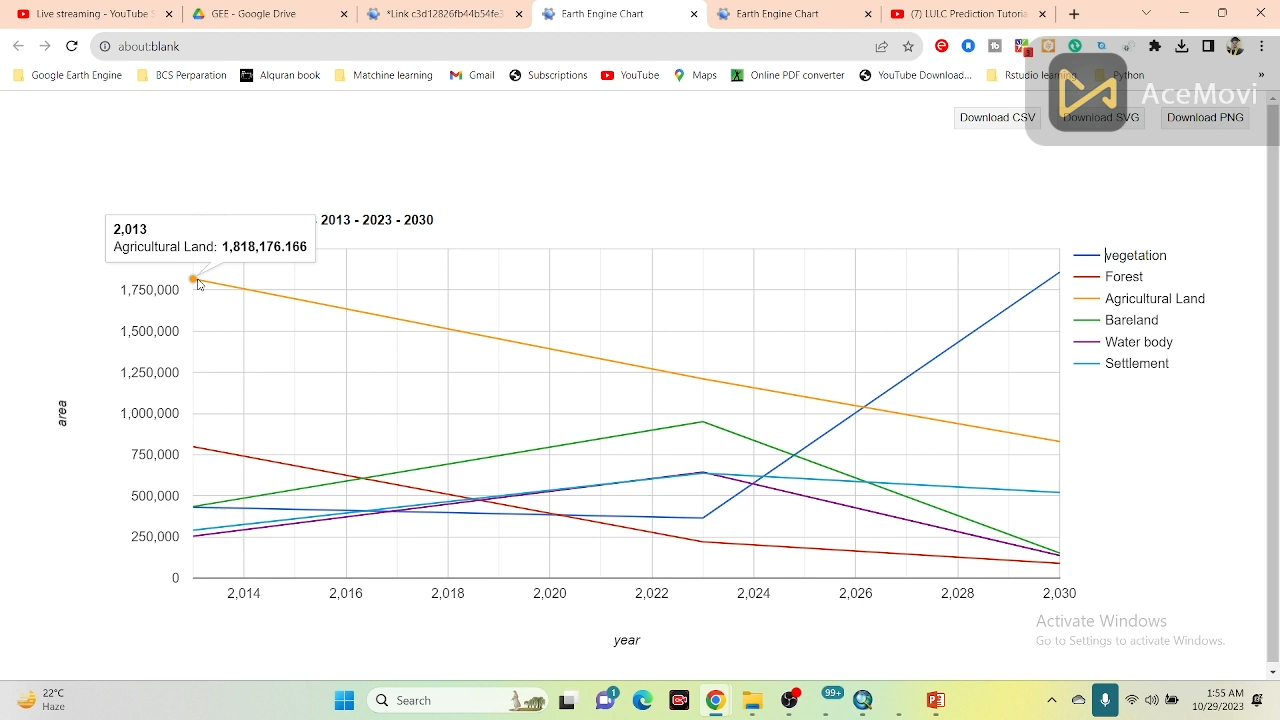 Live streaming - YouTube S
GEE - Google Drive
*Link c3d12826fe44b54fe3
Earth Engine Chart
Earth Engine Chart
(7) LULC Prediction Tutoria
about:blank
Google Earth Engine
BCS Perparation
Alquran book
Matchine learning
Gmail
Subscriptions
YouTube
Maps
Online PDF converter
YouTube Download...
Rstudio learning
Python
»
AceMovi
Download CSV
Download SVG
Download PNG
2013 - 2023 - 2030
2,013
Agricultural Land: 1,818,176.166
1,750,000
1,500,000
1,250,000
1,000,000
750,000
500,000
250,000
0
area
2,014
2,016
2,018
2,020
2,022
2,024
2,026
2,028
2,030
year
vegetation
Forest
Agricultural Land
Bareland
Water body
Settlement
Activate Windows
Go to Settings to activate Windows.
22°C
Haze
Search
1
99+
1:55 AM
10/25/2023